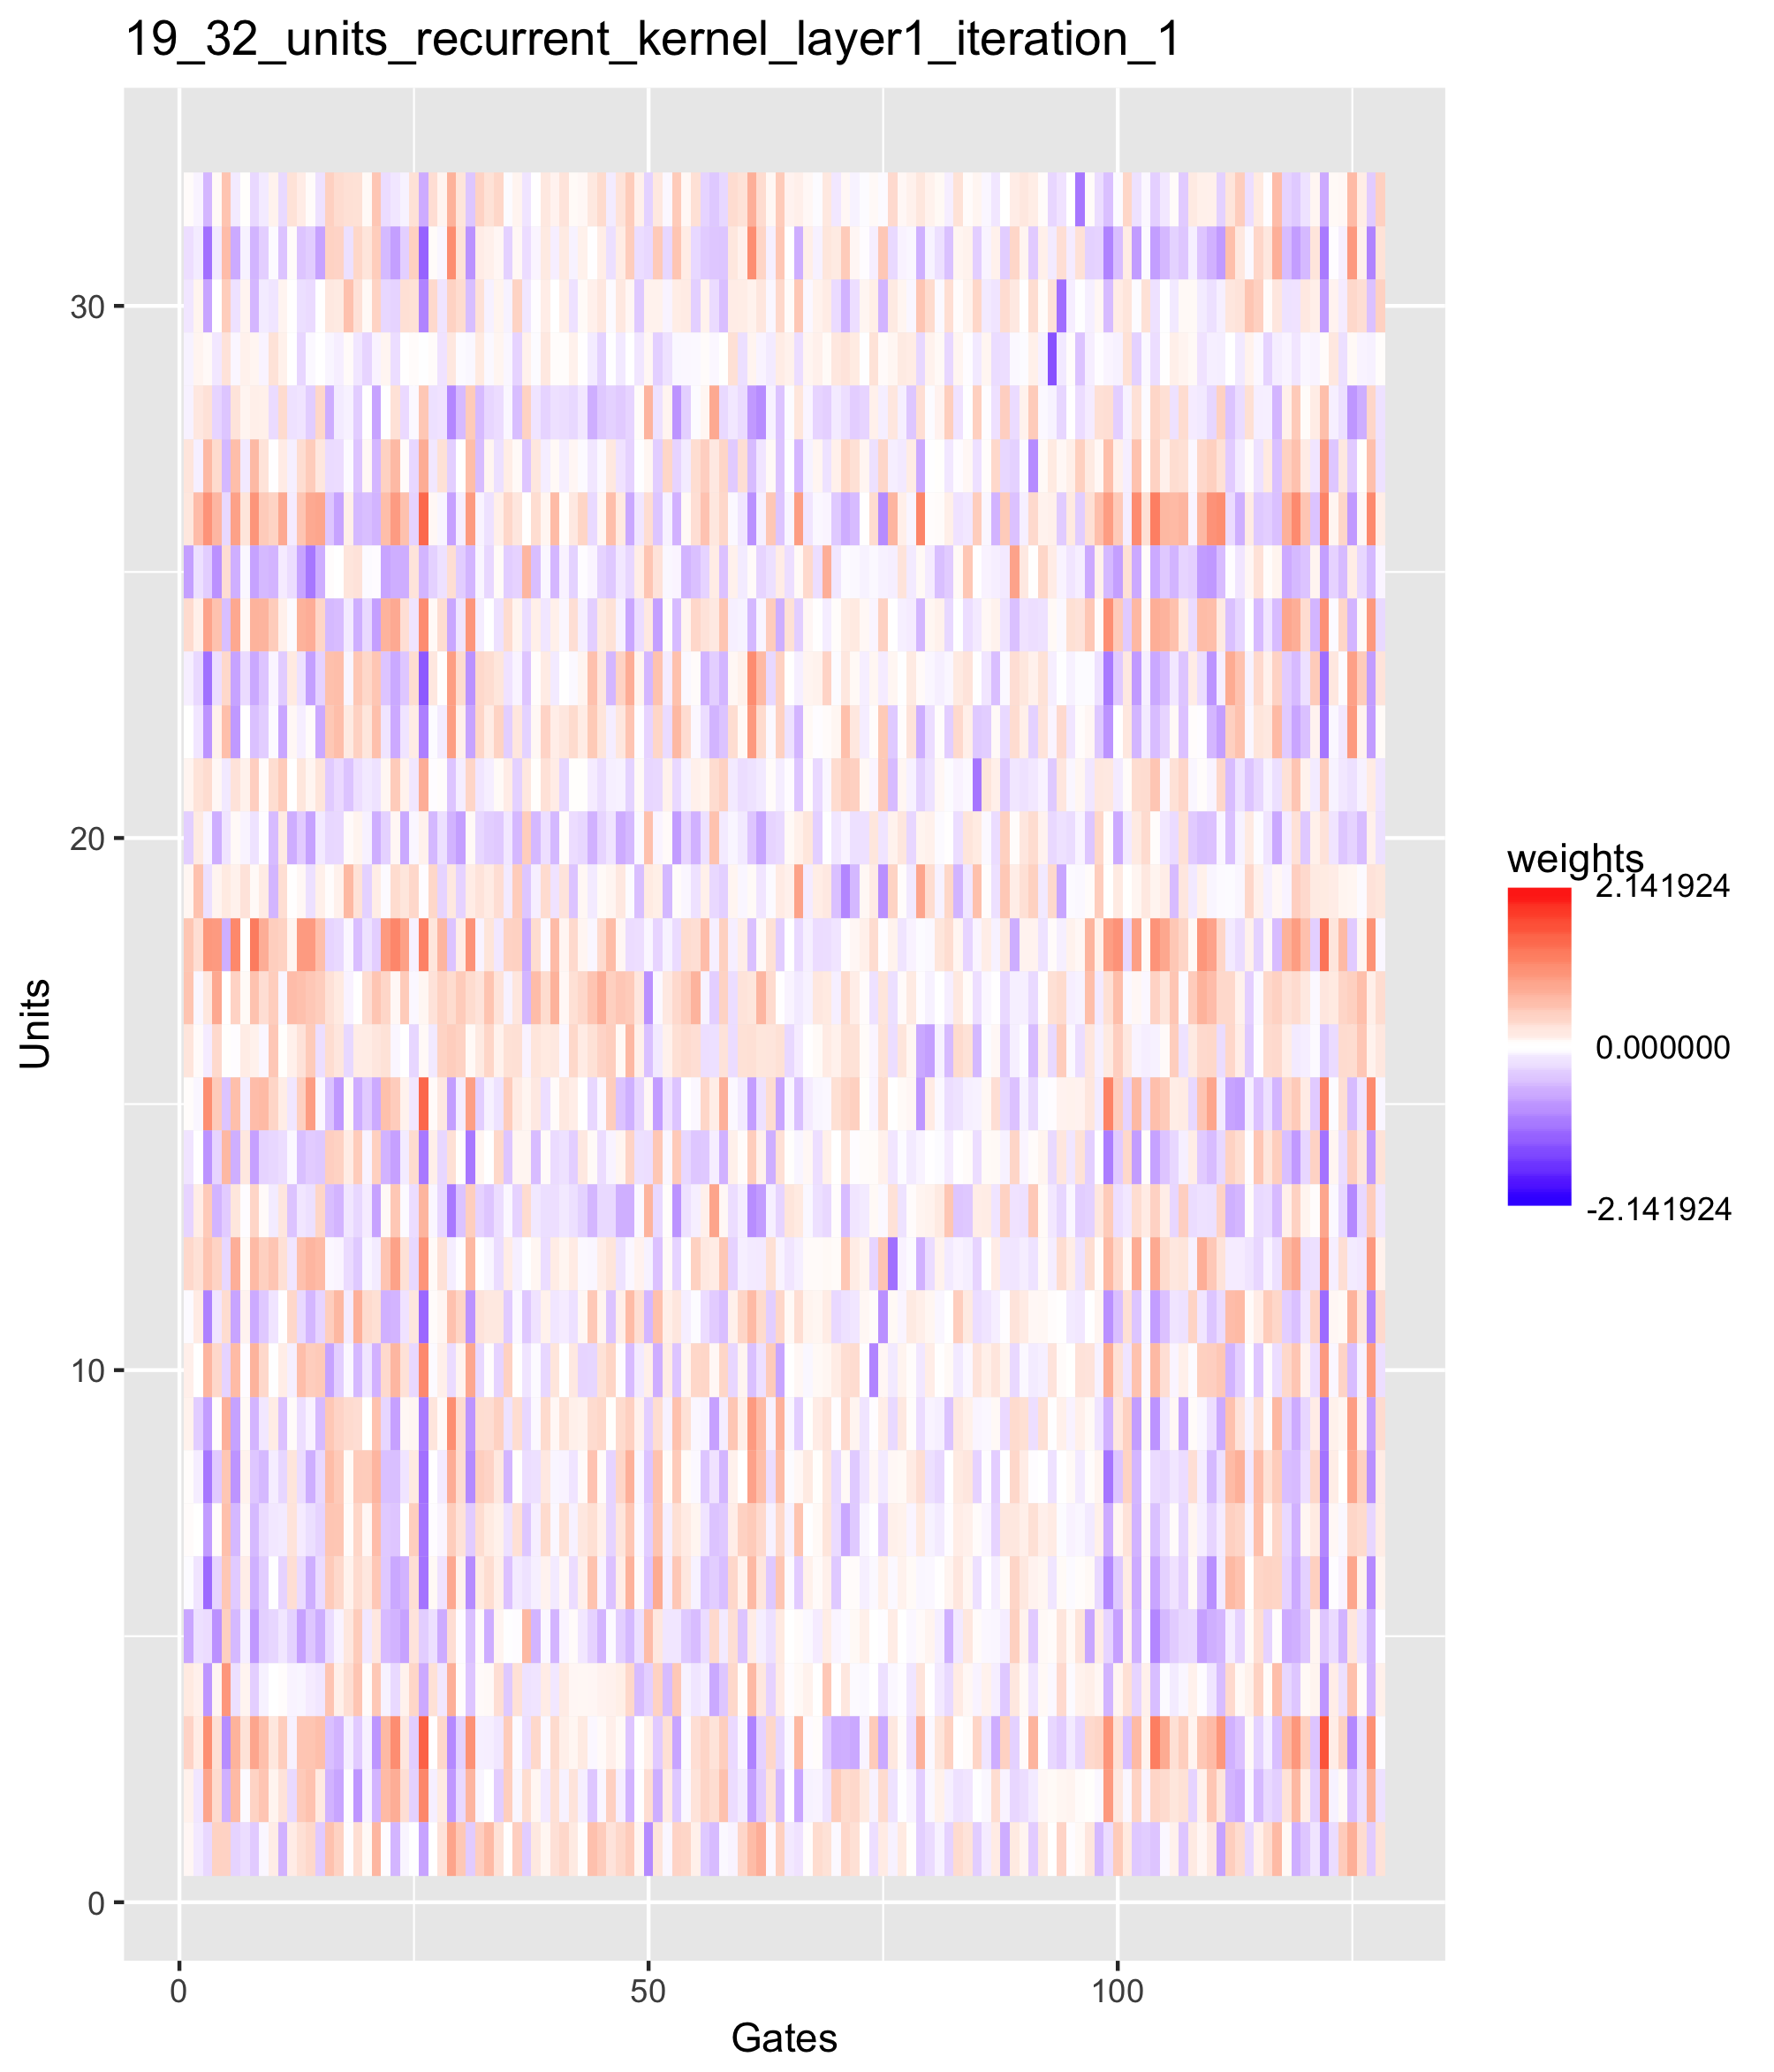 19_32_units_recurrent_kernel_layer1_iteration_1
30
20
10
0
Units
0
50
100
Gates
weights
2.141924
0.000000
-2.141924